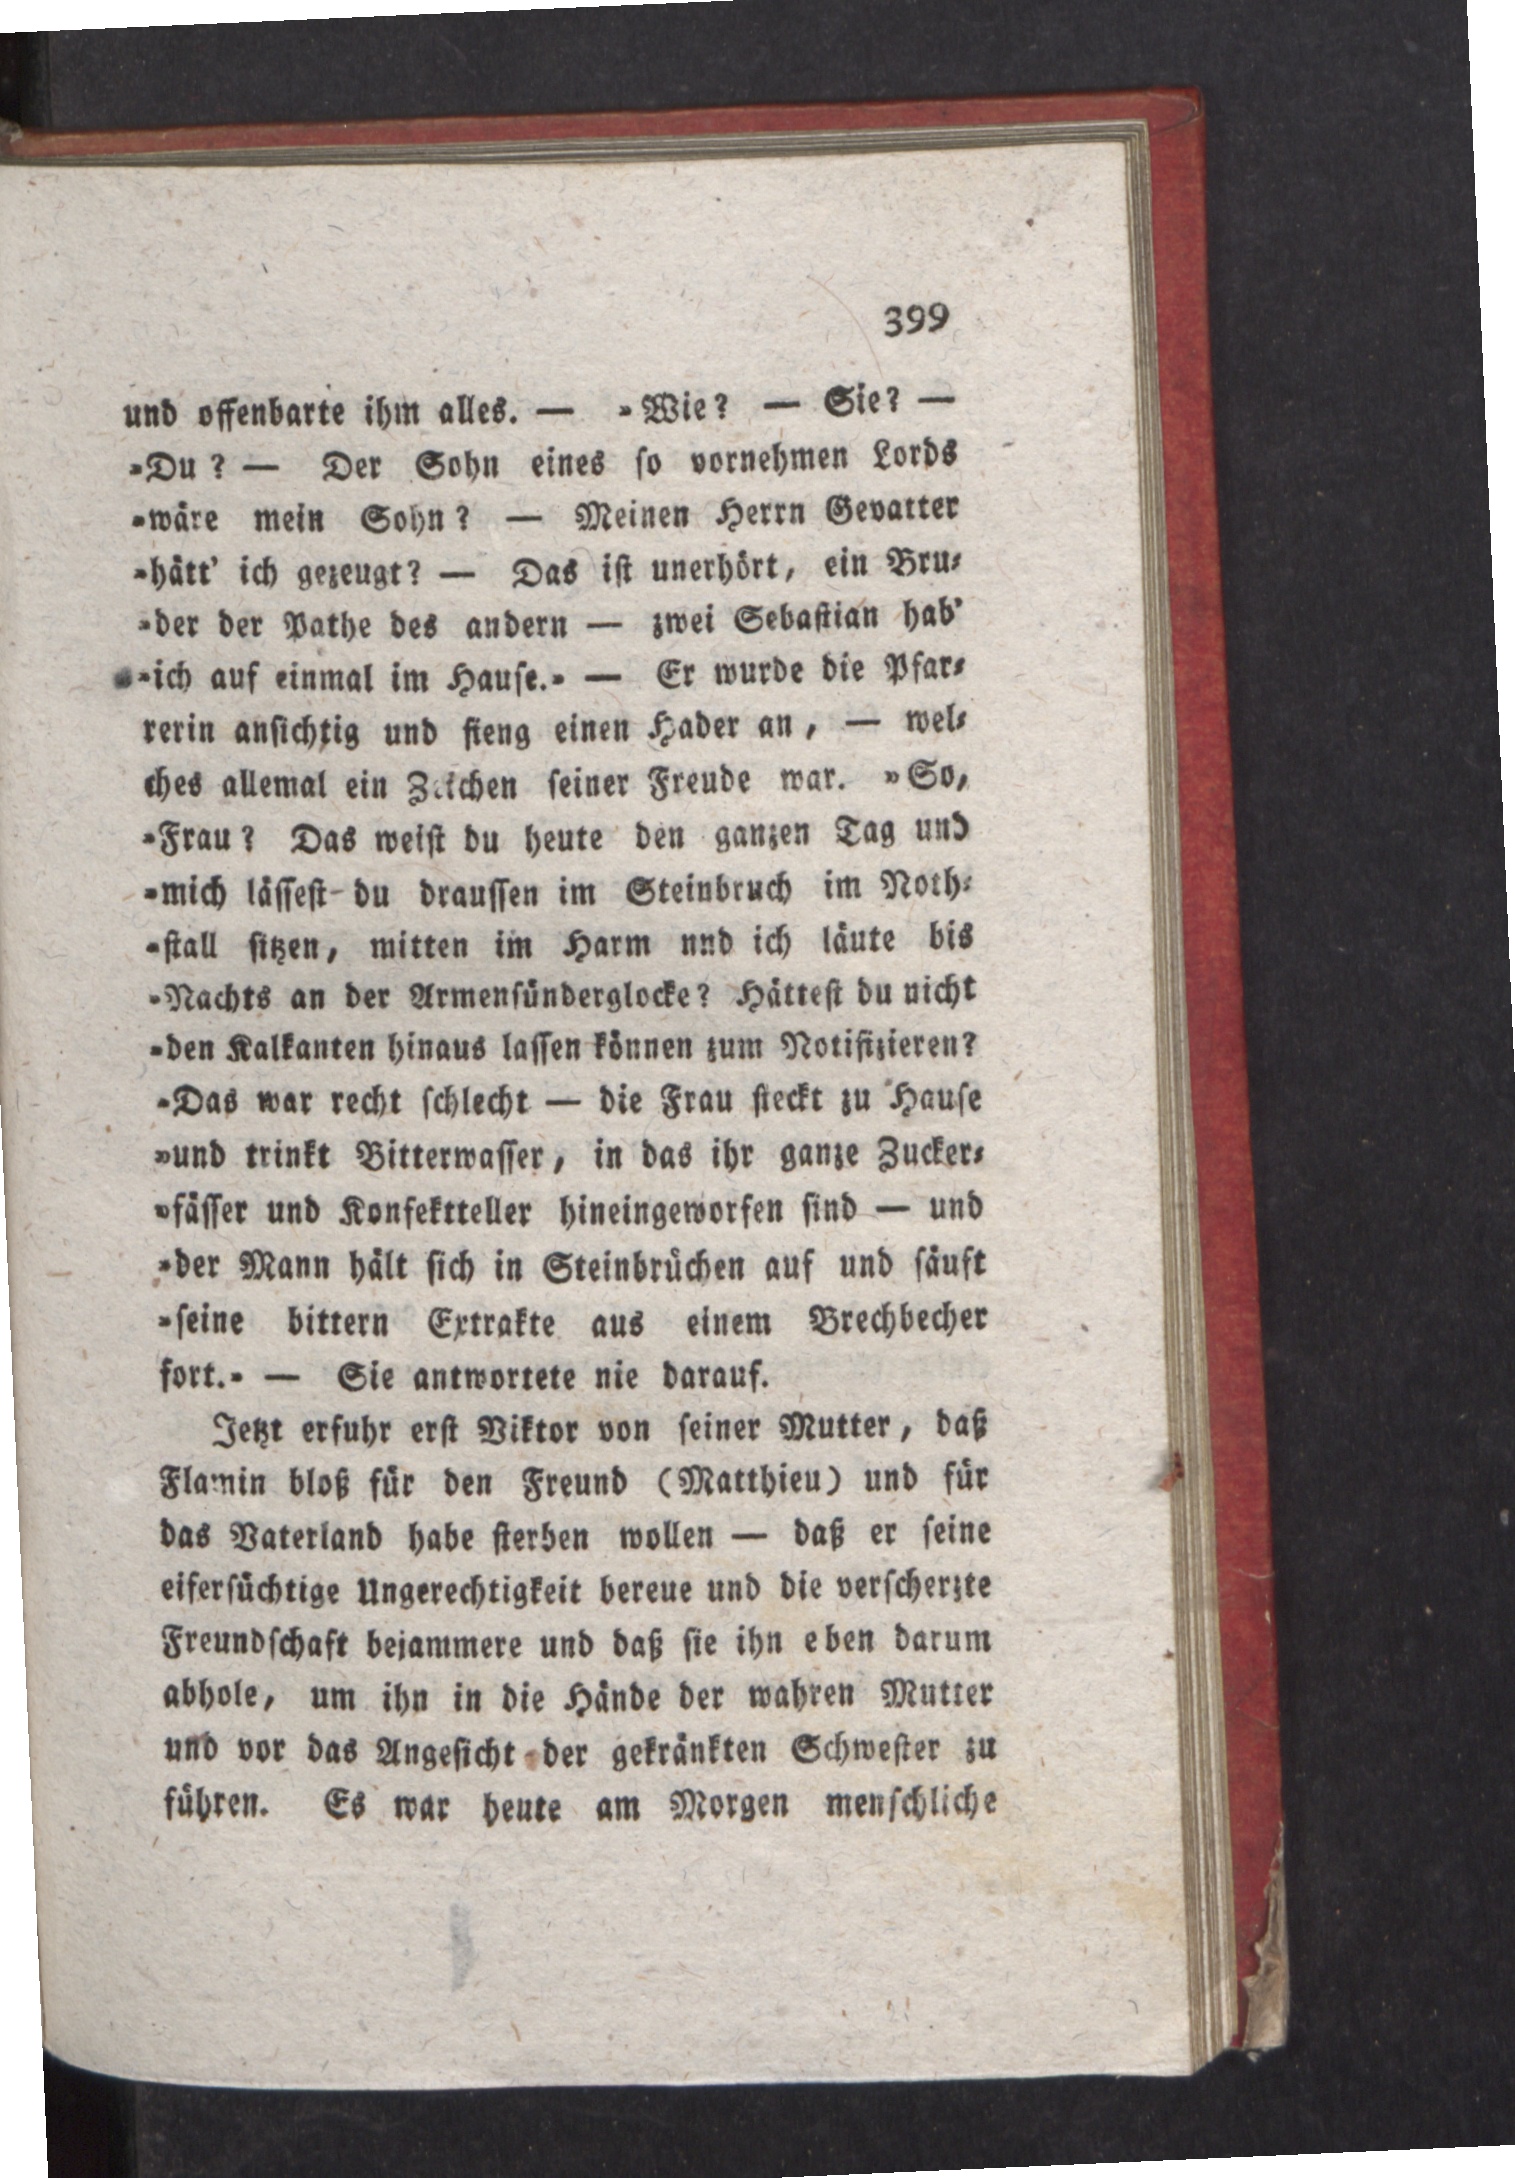 399
und offenbarte ihm alles. — »Wie? — Sie? —
»Du? — Der Sohn eines ſo vornehmen Lords
»wäre mein Sohn? — Meinen Herrn Gevatter
»hätt' ich gezeugt? — Das iſt unerhört, ein Bru⸗
»der der Pathe des andern — zwei Sebaſtian hab'
»ich auf einmal im Hauſe.» — Er wurde die Pfar⸗
rerin anſichtig und fieng einen Hader an, — wel⸗
ches allemal ein Zeichen ſeiner Freude war. »So,
»Frau? Das weiſt du heute den ganzen Tag und
»mich läſſeſt du drauſſen im Steinbruch im Noth⸗
»ſtall ſitzen, mitten im Harm nnd ich läute bis
»Nachts an der Armenſünderglocke? Hätteſt du nicht
»den Kalkanten hinaus laſſen können zum Notifizieren?
»Das war recht ſchlecht — die Frau ſteckt zu Hauſe
»und trinkt Bitterwaſſer, in das ihr ganze Zucker⸗
»fäſſer und Konfektteller hineingeworfen ſind — und
»der Mann hält ſich in Steinbrüchen auf und ſäuft
»ſeine bittern Extrakte aus einem Brechbecher
fort.» — Sie antwortete nie darauf.
Jetzt erfuhr erſt Viktor von ſeiner Mutter, daß
Flamin bloß für den Freund (Matthieu) und für
das Vaterland habe ſterben wollen — daß er ſeine
eiferſüchtige Ungerechtigkeit bereue und die verſcherzte
Freundſchaft bejammere und daß ſie ihn eben darum
abhole, um ihn in die Hände der wahren Mutter
und vor das Angeſicht der gekränkten Schweſter zu
führen. Es war heute am Morgen menſchliche